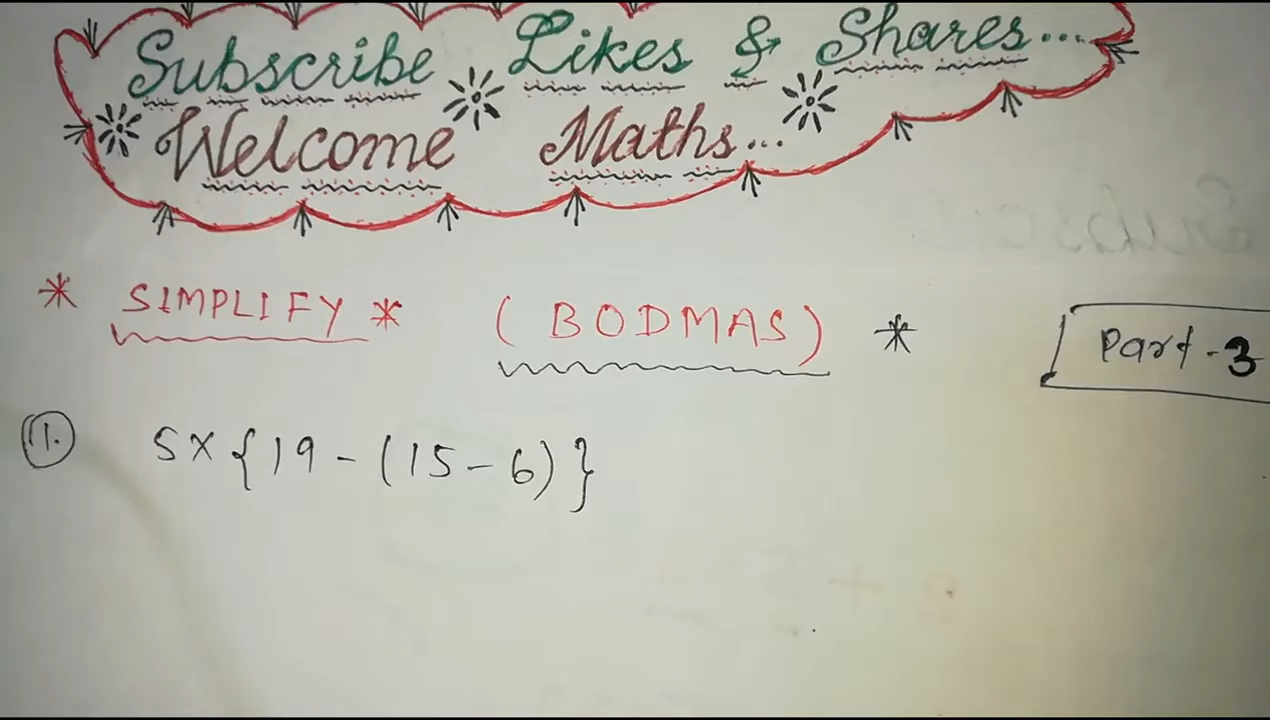 Subscribe Likes & Shares...
Welcome Maths...
* SIMPLIFY * ( BODMAS ) *
Part-3
1. 5×{19-(15-6)}